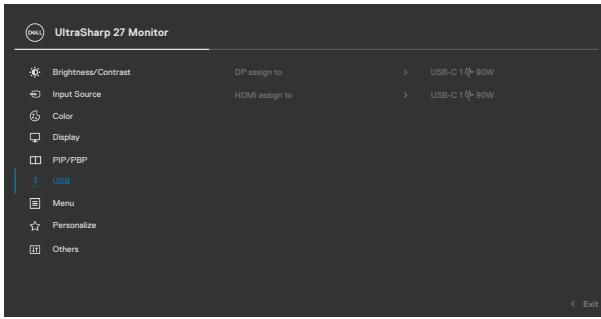 DELL UltraSharp 27 Monitor
Brightness/Contrast
DP assign to > USB-C 1 90W
Input Source
HDMI assign to > USB-C 1 90W
Color
Display
PIP/PBP
USB
Menu
Personalize
Others
< Exit